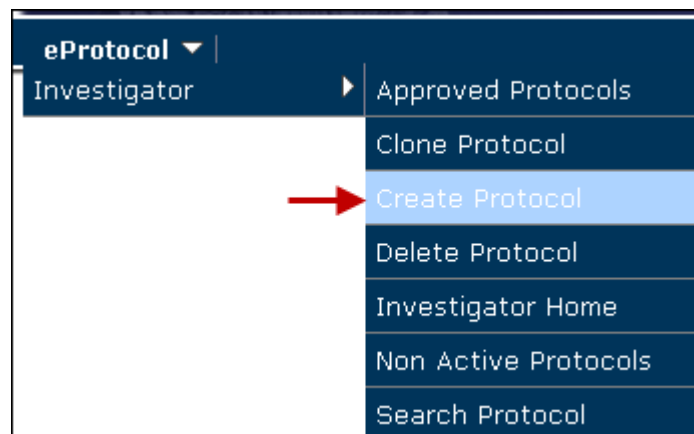 eProtocol
Investigator
Approved Protocols
Clone Protocol
Create Protocol
Delete Protocol
Investigator Home
Non Active Protocols
Search Protocol